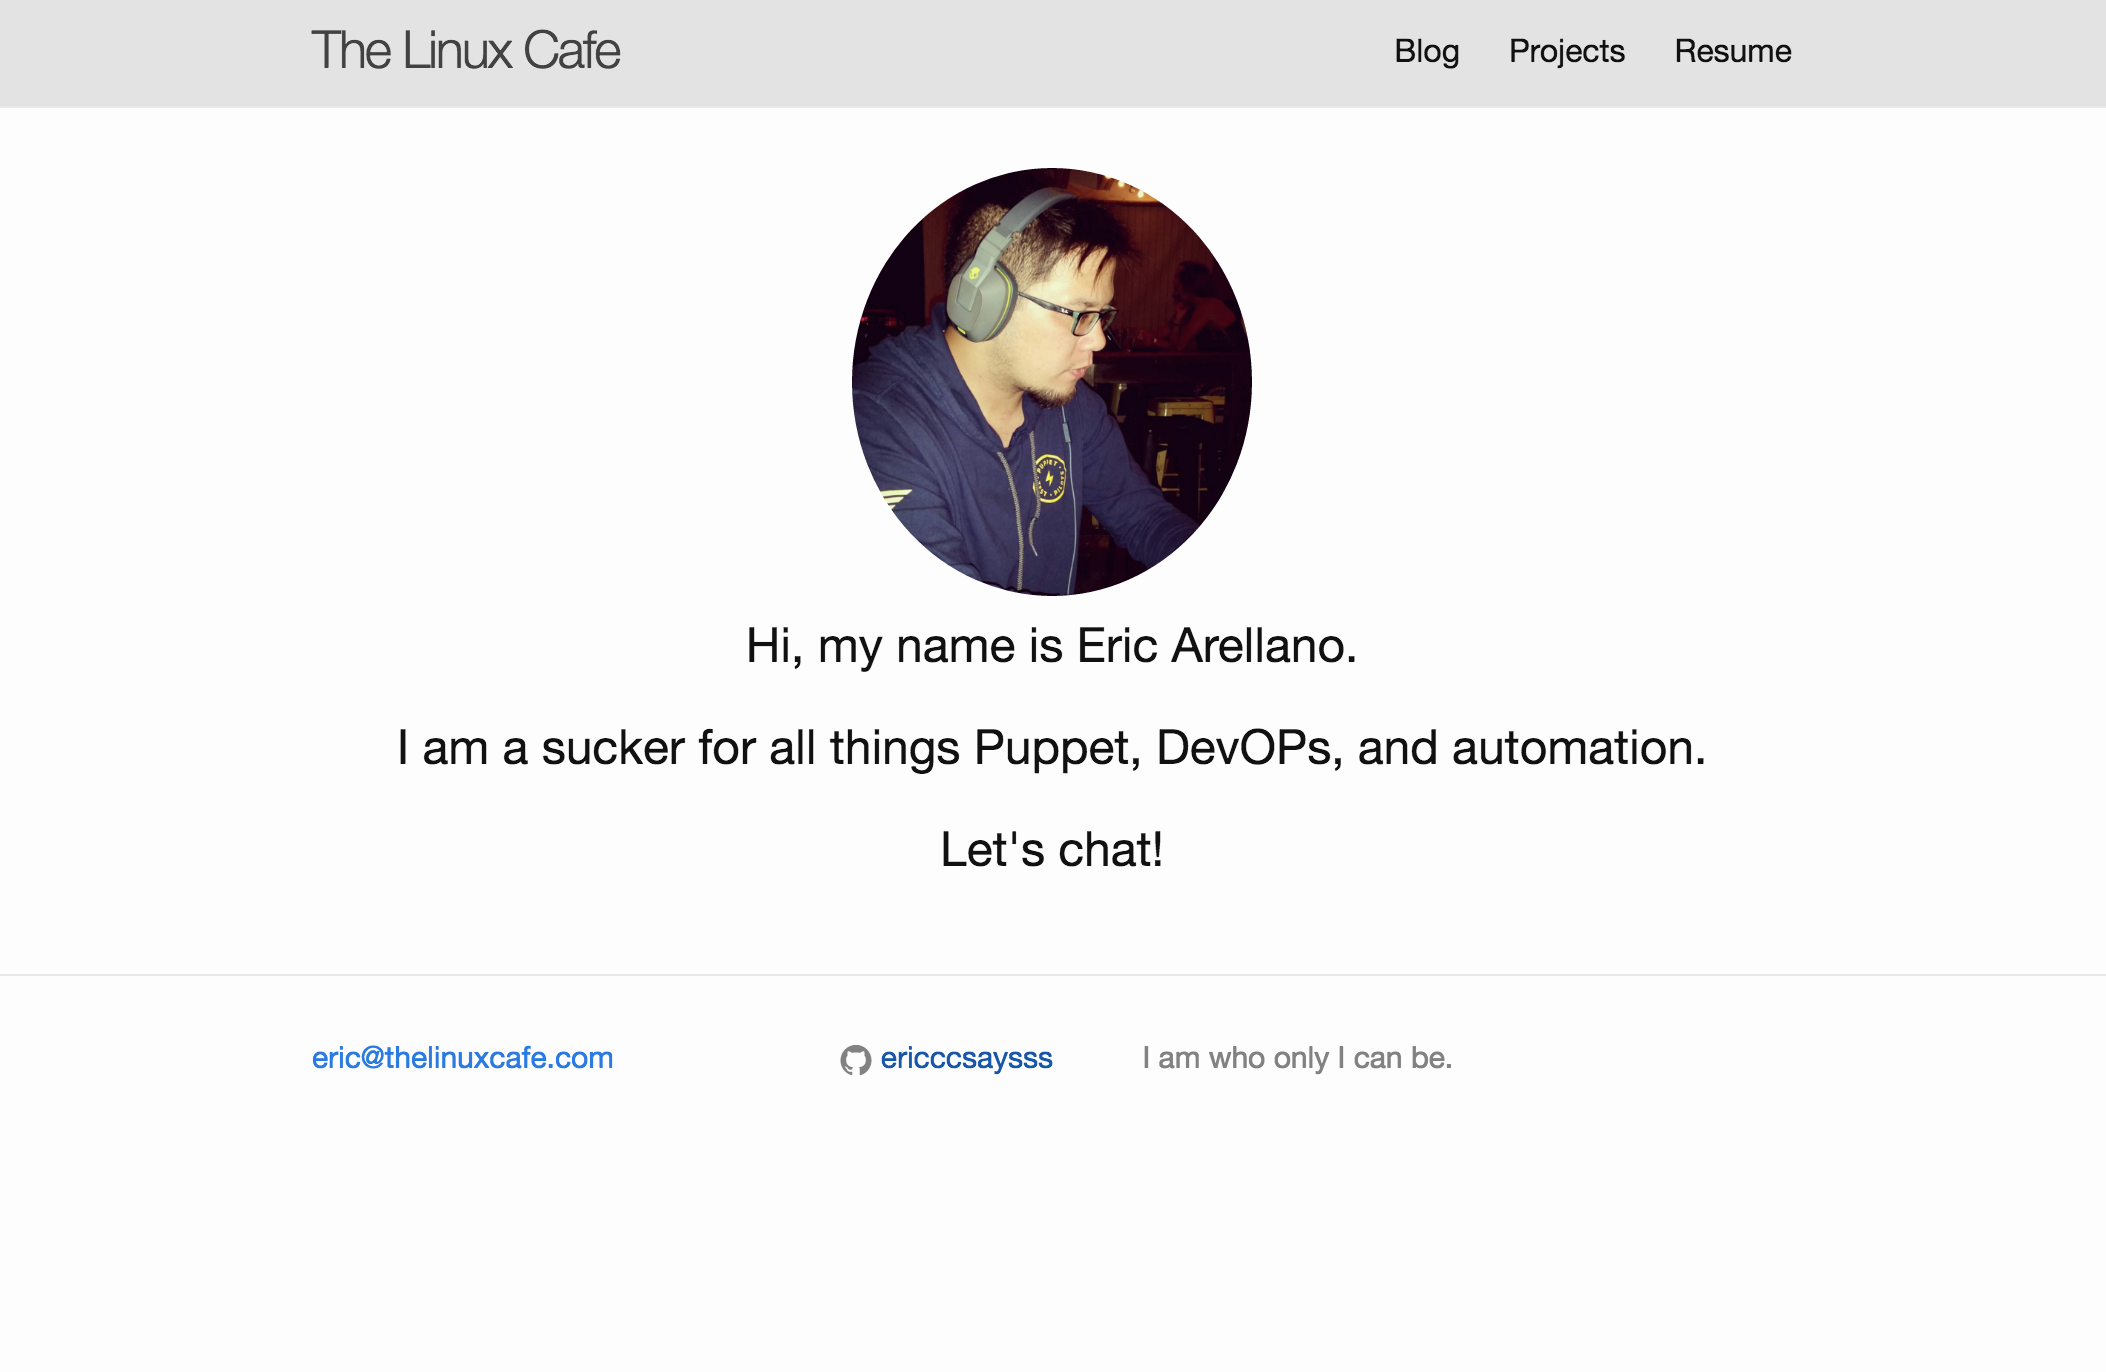 The Linux Cafe
Blog Projects Resume
PUPPET
Hi, my name is Eric Arellano.
I am a sucker for all things Puppet, DevOPs, and automation.
Let's chat!
eric@thelinuxcafe.com
ericccsaysss
I am who only I can be.